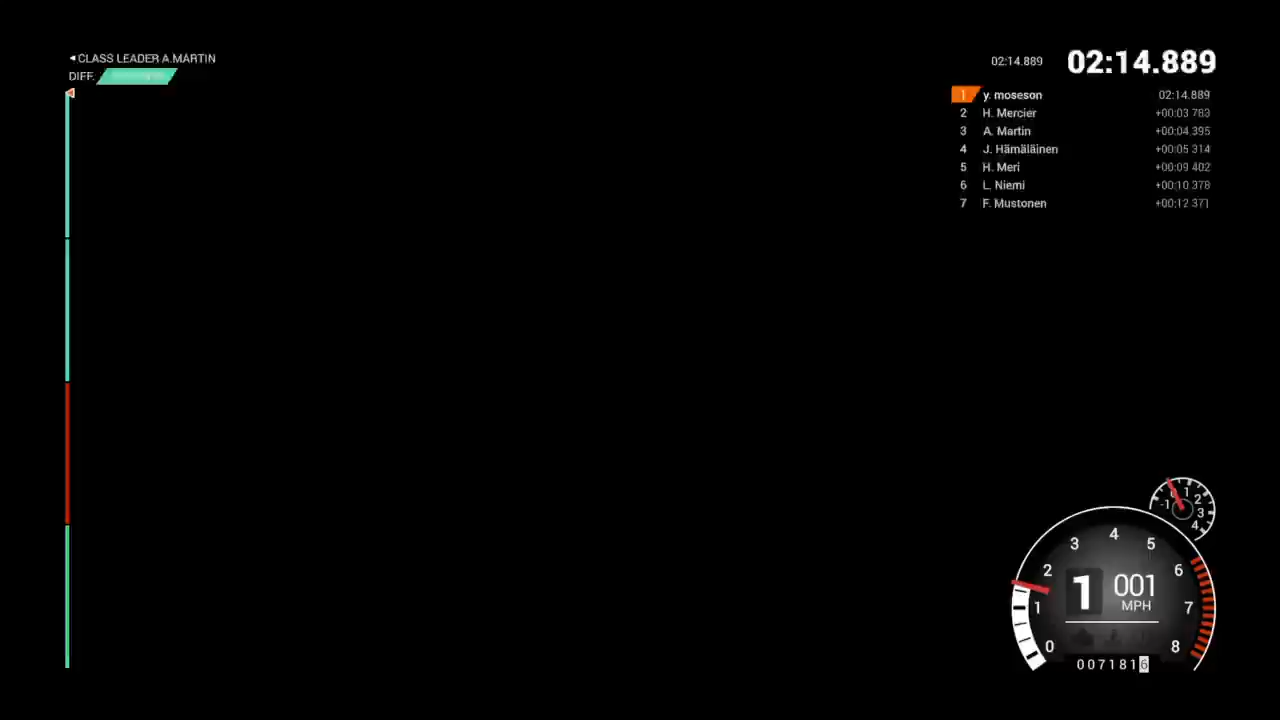 ◂CLASS LEADER A.MARTIN
DIFF.
02:14.889 02:14.889
1 y. moseson 02:14.889
2 H. Mercier +00:03.763
3 A. Martin +00:04.395
4 J. Hämäläinen +00:05.314
5 H. Meri +00:09.402
6 L. Niemi +00:10.378
7 F. Mustonen +00:12.371
-1 0 1 2 3 4
0 1 2 3 4 5 6 7 8
1 001
MPH
0071816